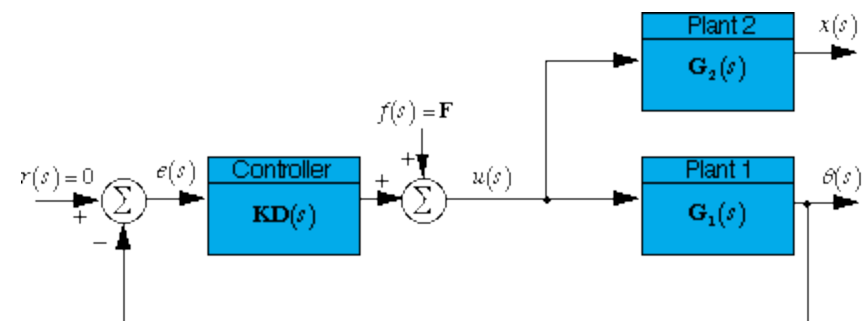 Plant 2
x(s)
G₂(s)
f(s) = F
+
r(s)=0
e(s)
Controller
+
u(s)
Plant 1
θ(s)
Σ
KD(s)
Σ
G₁(s)
+
−